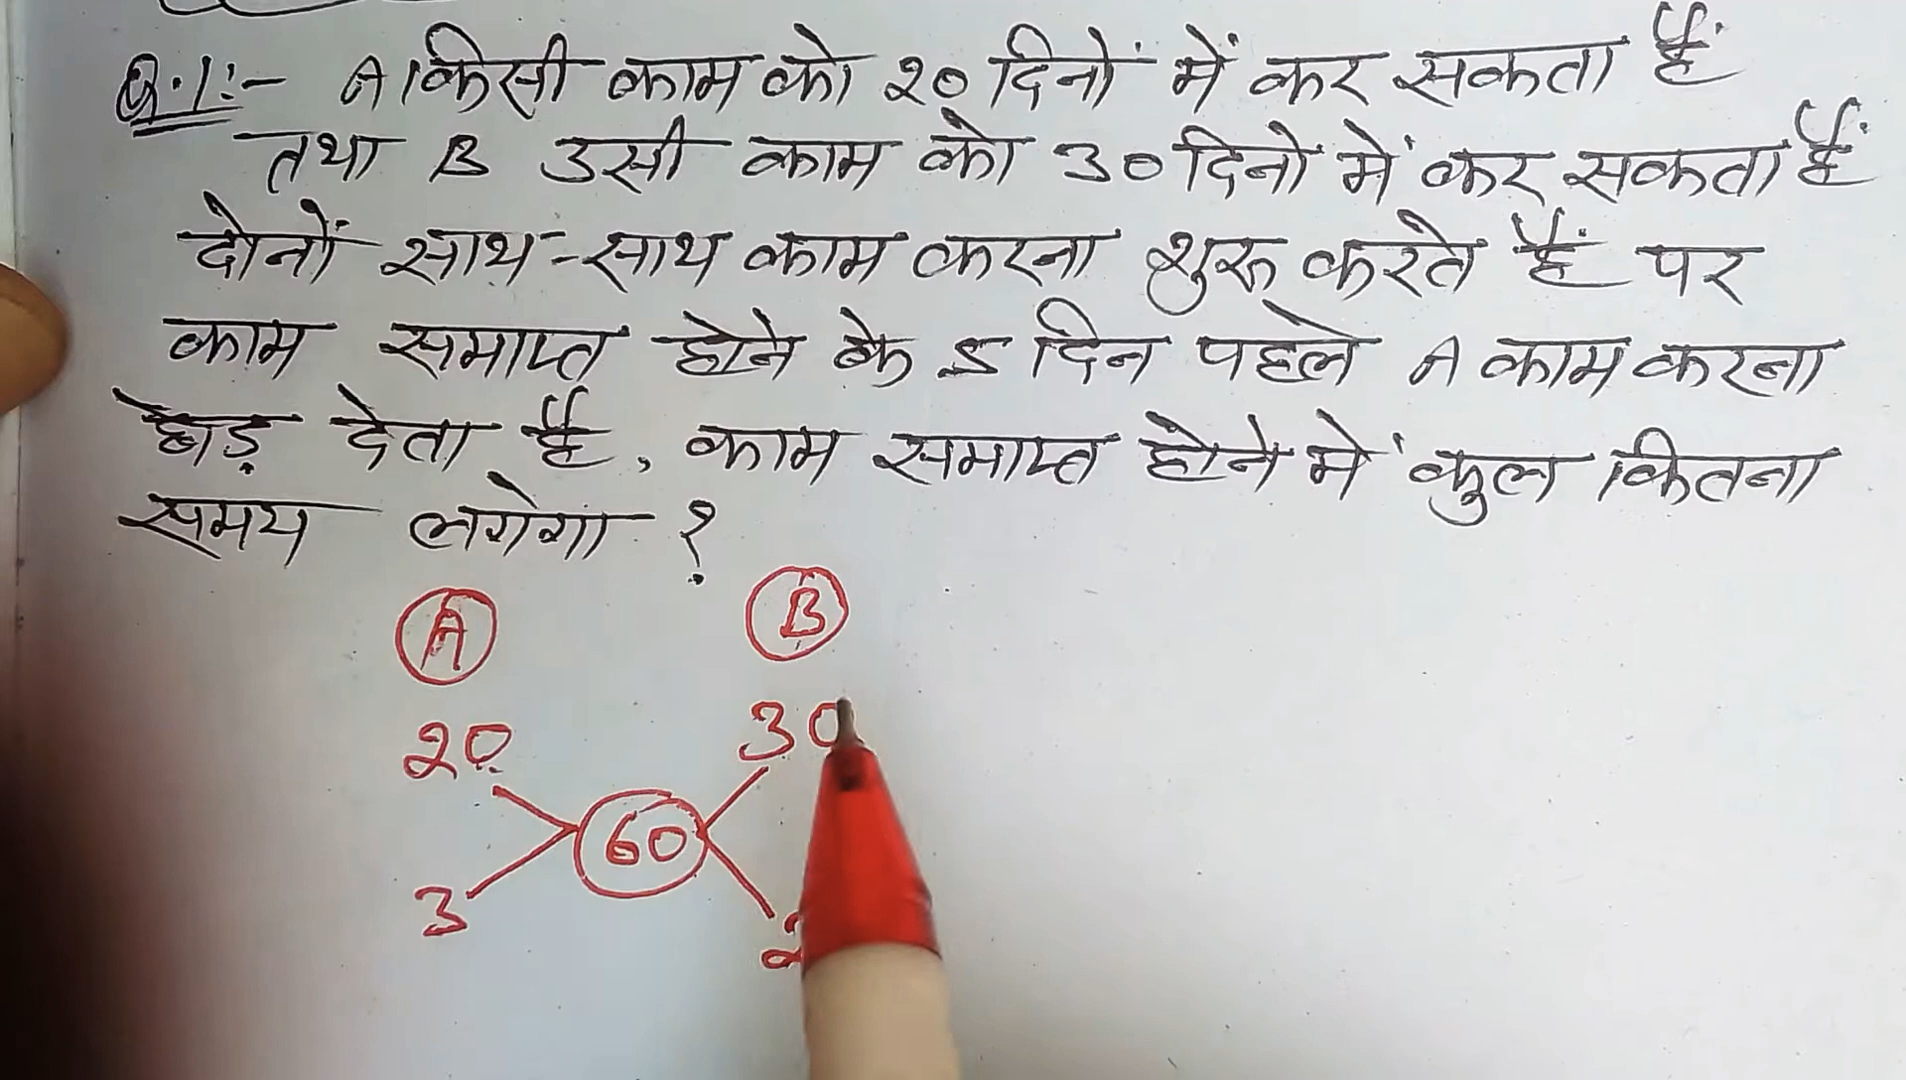 Q.1:- A किसी काम को 20 दिनों में कर सकता हैं
तथा B उसी काम को 30 दिनों में कर सकता हैं
दोनों साथ-साथ काम करना शुरू करते हैं पर
काम समाप्त होने के 5 दिन पहले A काम करना
छोड़ देता है, काम समाप्त होने में कुल कितना
समय लगेगा ?
A B
20 30
60
3 2